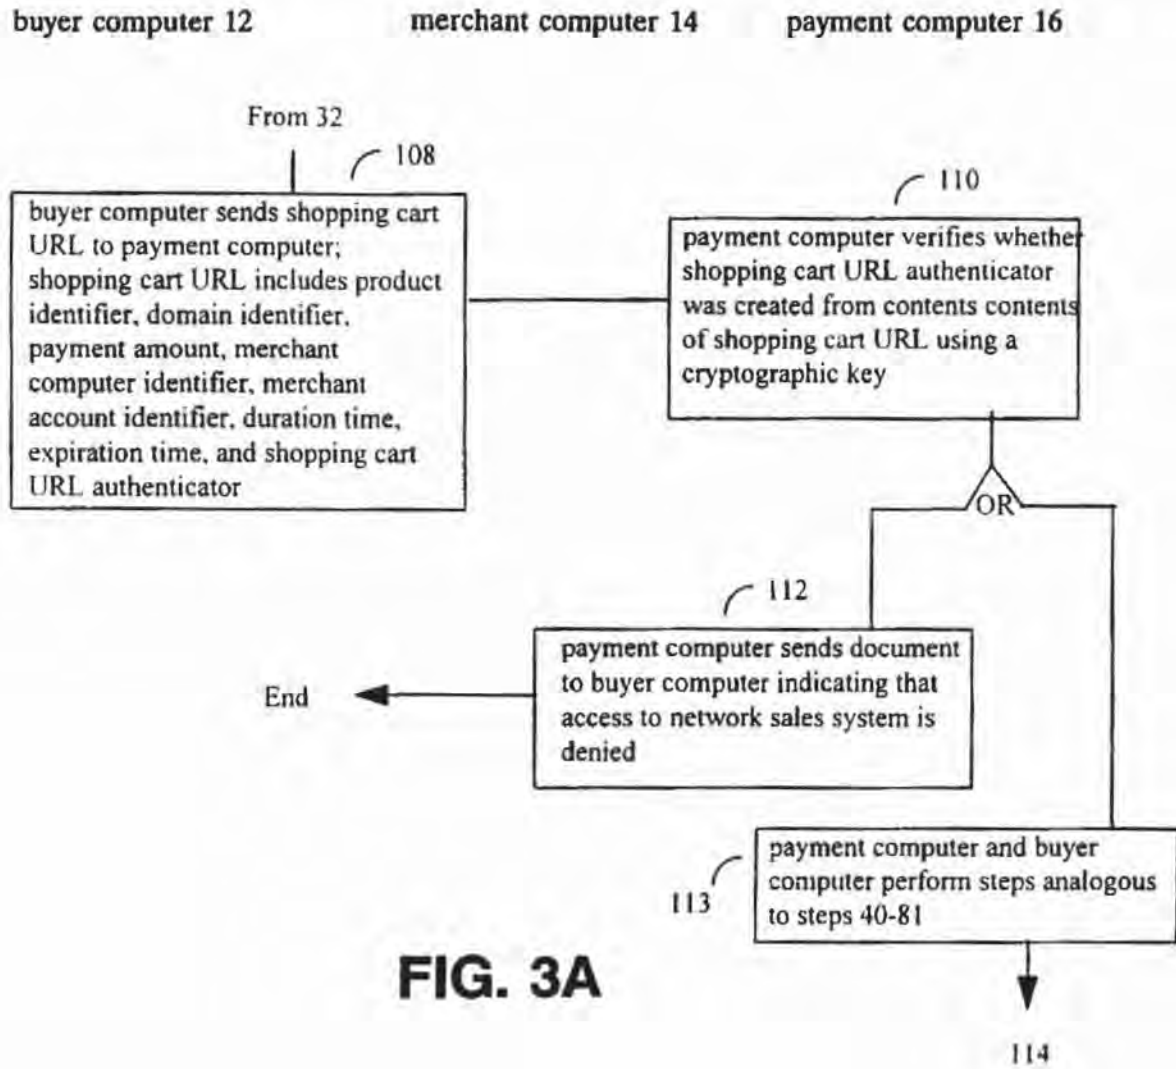 buyer computer 12 merchant computer 14 payment computer 16
From 32
108
buyer computer sends shopping cart
URL to payment computer;
shopping cart URL includes product
identifier, domain identifier,
payment amount, merchant
computer identifier, merchant
account identifier, duration time,
expiration time, and shopping cart
URL authenticator
110
payment computer verifies whether
shopping cart URL authenticator
was created from contents contents
of shopping cart URL using a
cryptographic key
OR
112
payment computer sends document
to buyer computer indicating that
access to network sales system is
denied
End
113
payment computer and buyer
computer perform steps analogous
to steps 40-81
114
FIG. 3A